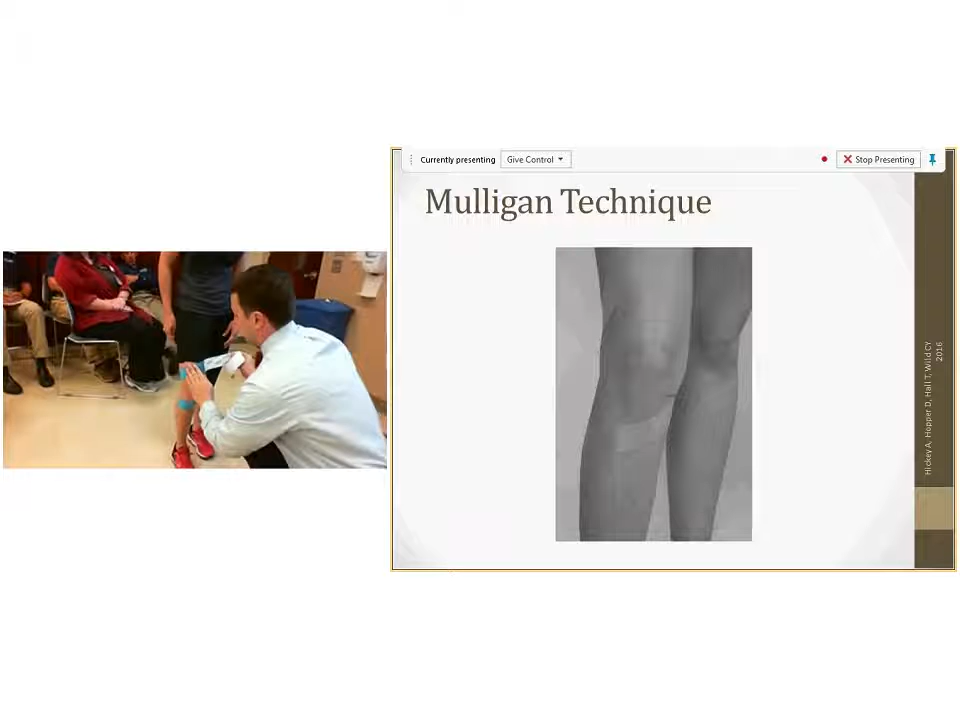 Currently presenting
Give Control
Stop Presenting
Mulligan Technique
Hickey A, Hopper D, Hall T, Wild CY
2016